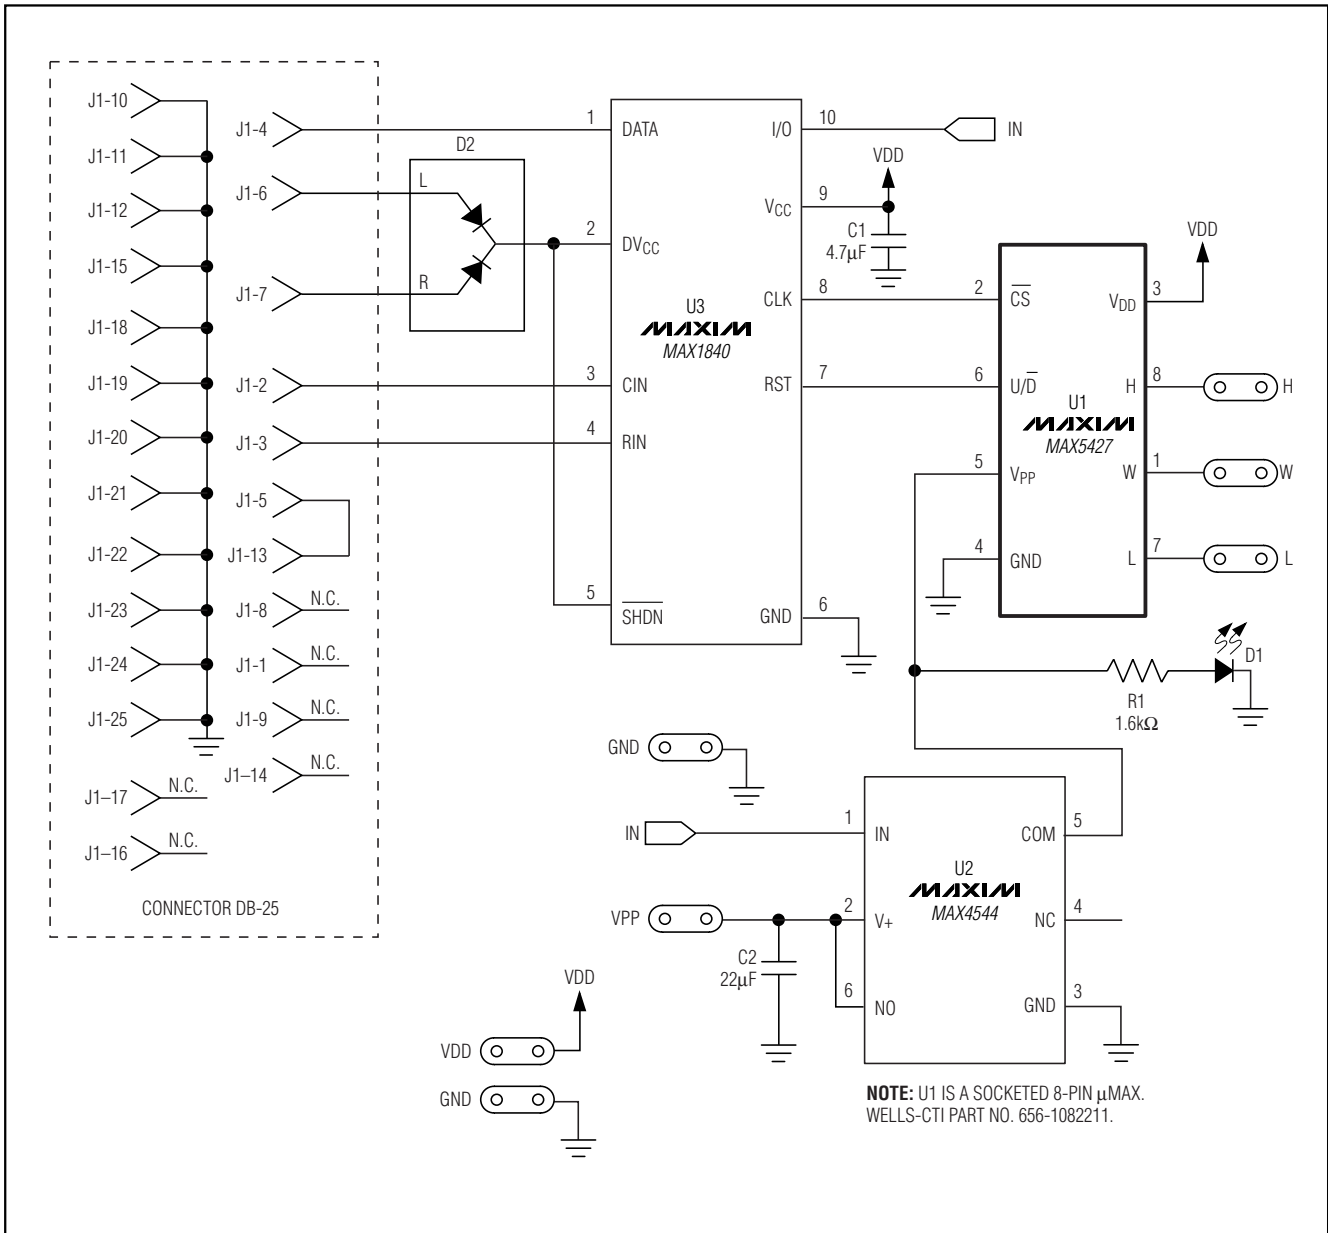 J1-10
J1-11
J1-12
J1-15
J1-18
J1-19
J1-20
J1-21
J1-22
J1-23
J1-24
J1-25
J1–17 N.C.
J1–16 N.C.
J1-4
J1-6
J1-7
J1-2
J1-3
J1-5
J1-13
J1-8 N.C.
J1-1 N.C.
J1-9 N.C.
J1–14 N.C.
CONNECTOR DB-25
D2
L
R
1 DATA
2 DVCC
3 CIN
4 RIN
5 SHDN
U3
MAXIM
MAX1840
I/O 10
VCC 9
CLK 8
RST 7
GND 6
IN
VDD
C1
4.7µF
2 CS
6 U/D
5 VPP
4 GND
U1
MAXIM
MAX5427
VDD 3
H 8
W 1
L 7
VDD
H
W
L
R1
1.6kΩ
D1
GND
IN
VPP
C2
22µF
1 IN
2 V+
6 NO
U2
MAXIM
MAX4544
COM 5
NC 4
GND 3
VDD
VDD
GND
NOTE: U1 IS A SOCKETED 8-PIN µMAX.
WELLS-CTI PART NO. 656-1082211.